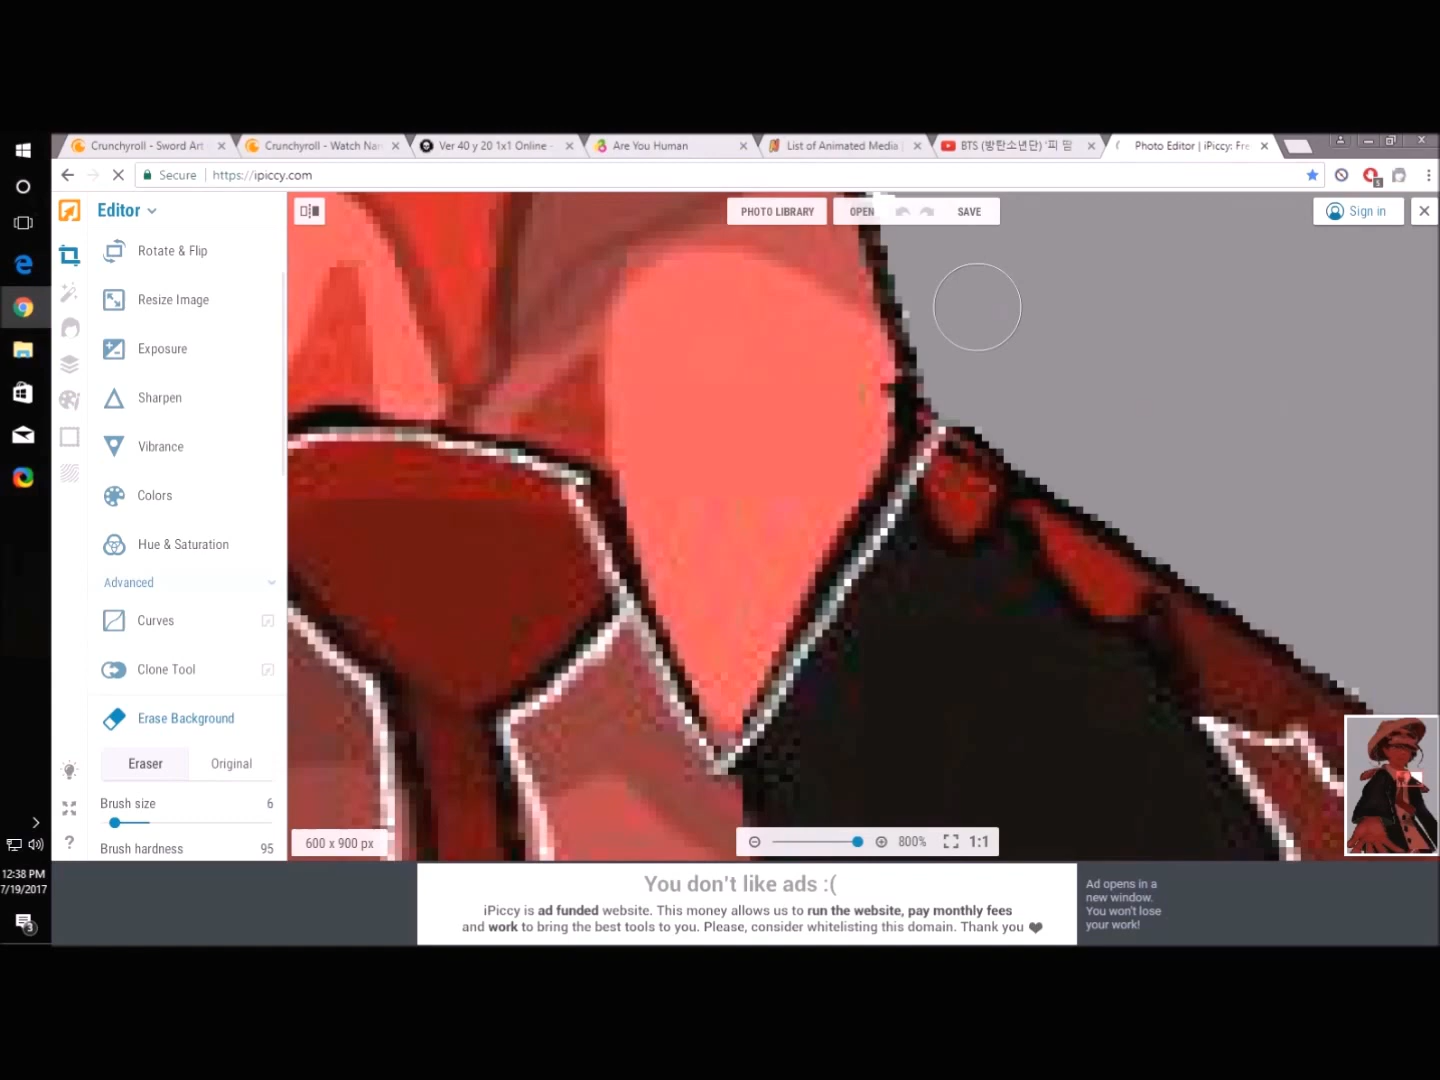 Crunchyroll - Sword Art
Crunchyroll - Watch Nar
Ver 40 y 20 1x1 Online -
Are You Human
List of Animated Media
BTS (방탄소년단) '피 땀
Photo Editor | iPiccy: Fre
Secure
https://ipiccy.com
5
Editor
PHOTO LIBRARY
OPEN
SAVE
Sign in
Rotate & Flip
Resize Image
Exposure
Sharpen
Vibrance
Colors
Hue & Saturation
Advanced
Curves
Clone Tool
Erase Background
Eraser
Original
Brush size
6
Brush hardness
95
600 x 900 px
800%
1:1
?
12:38 PM
7/19/2017
3
You don't like ads :(
iPiccy is ad funded website. This money allows us to run the website, pay monthly fees
and work to bring the best tools to you. Please, consider whitelisting this domain. Thank you ❤
Ad opens in a
new window.
You won't lose
your work!